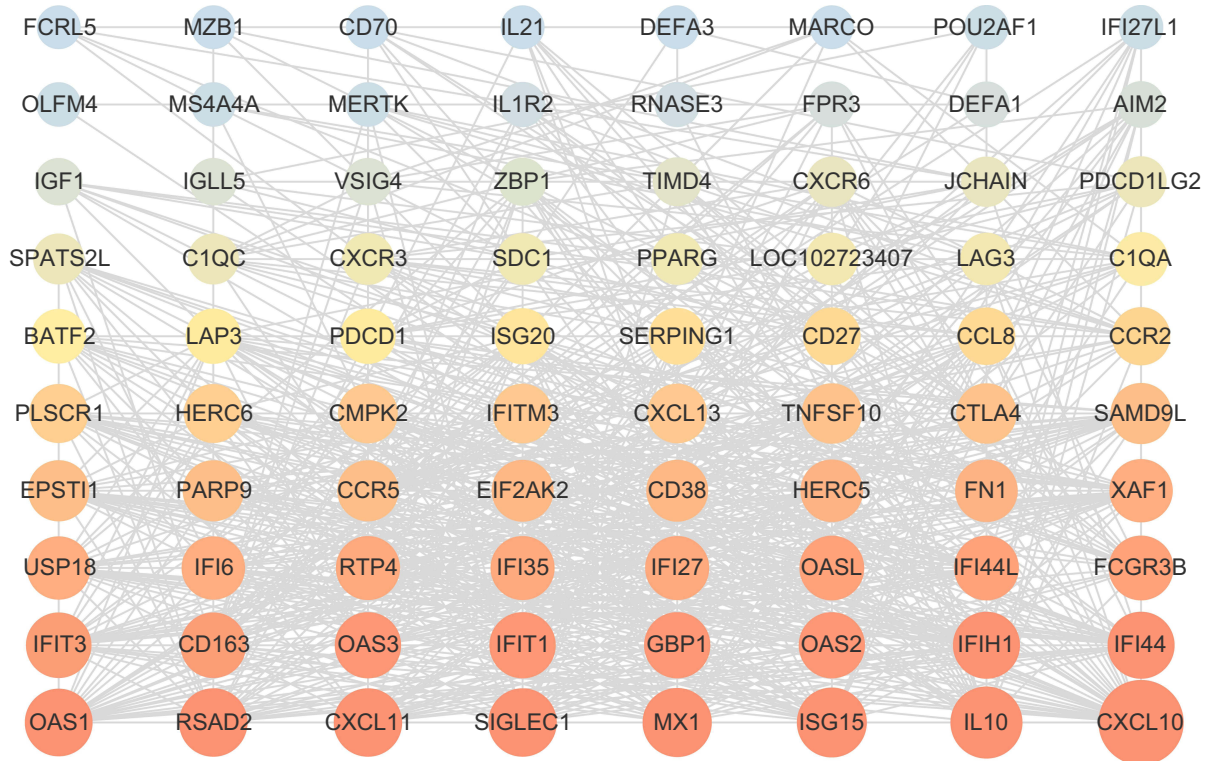 FCRL5 MZB1 CD70 IL21 DEFA3 MARCO POU2AF1 IFI27L1
OLFM4 MS4A4A MERTK IL1R2 RNASE3 FPR3 DEFA1 AIM2
IGF1 IGLL5 VSIG4 ZBP1 TIMD4 CXCR6 JCHAIN PDCD1LG2
SPATS2L C1QC CXCR3 SDC1 PPARG LOC102723407 LAG3 C1QA
BATF2 LAP3 PDCD1 ISG20 SERPING1 CD27 CCL8 CCR2
PLSCR1 HERC6 CMPK2 IFITM3 CXCL13 TNFSF10 CTLA4 SAMD9L
EPSTI1 PARP9 CCR5 EIF2AK2 CD38 HERC5 FN1 XAF1
USP18 IFI6 RTP4 IFI35 IFI27 OASL IFI44L FCGR3B
IFIT3 CD163 OAS3 IFIT1 GBP1 OAS2 IFIH1 IFI44
OAS1 RSAD2 CXCL11 SIGLEC1 MX1 ISG15 IL10 CXCL10